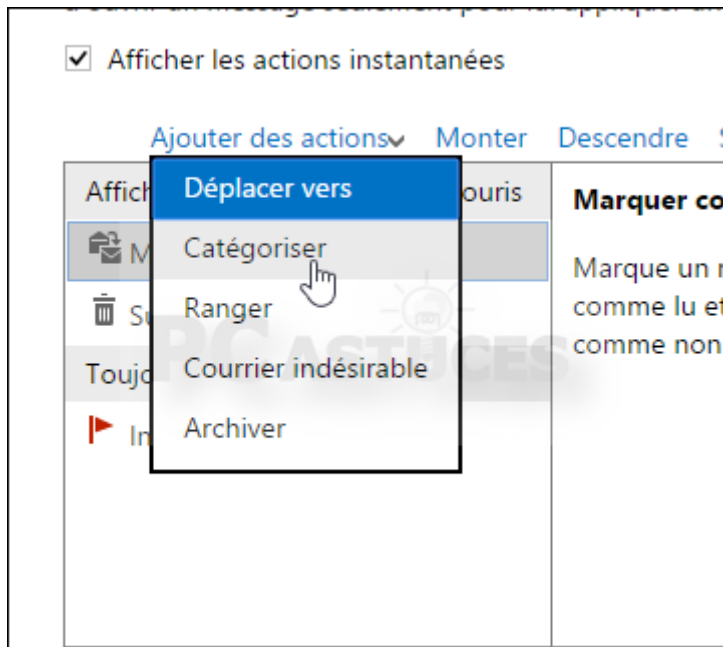 Afficher les actions instantanées
Ajouter des actions Monter Descendre
Déplacer vers
Catégoriser
Ranger
Courrier indésirable
Archiver
Marquer
Marque un
comme lu et
comme non
PC ASTUCES